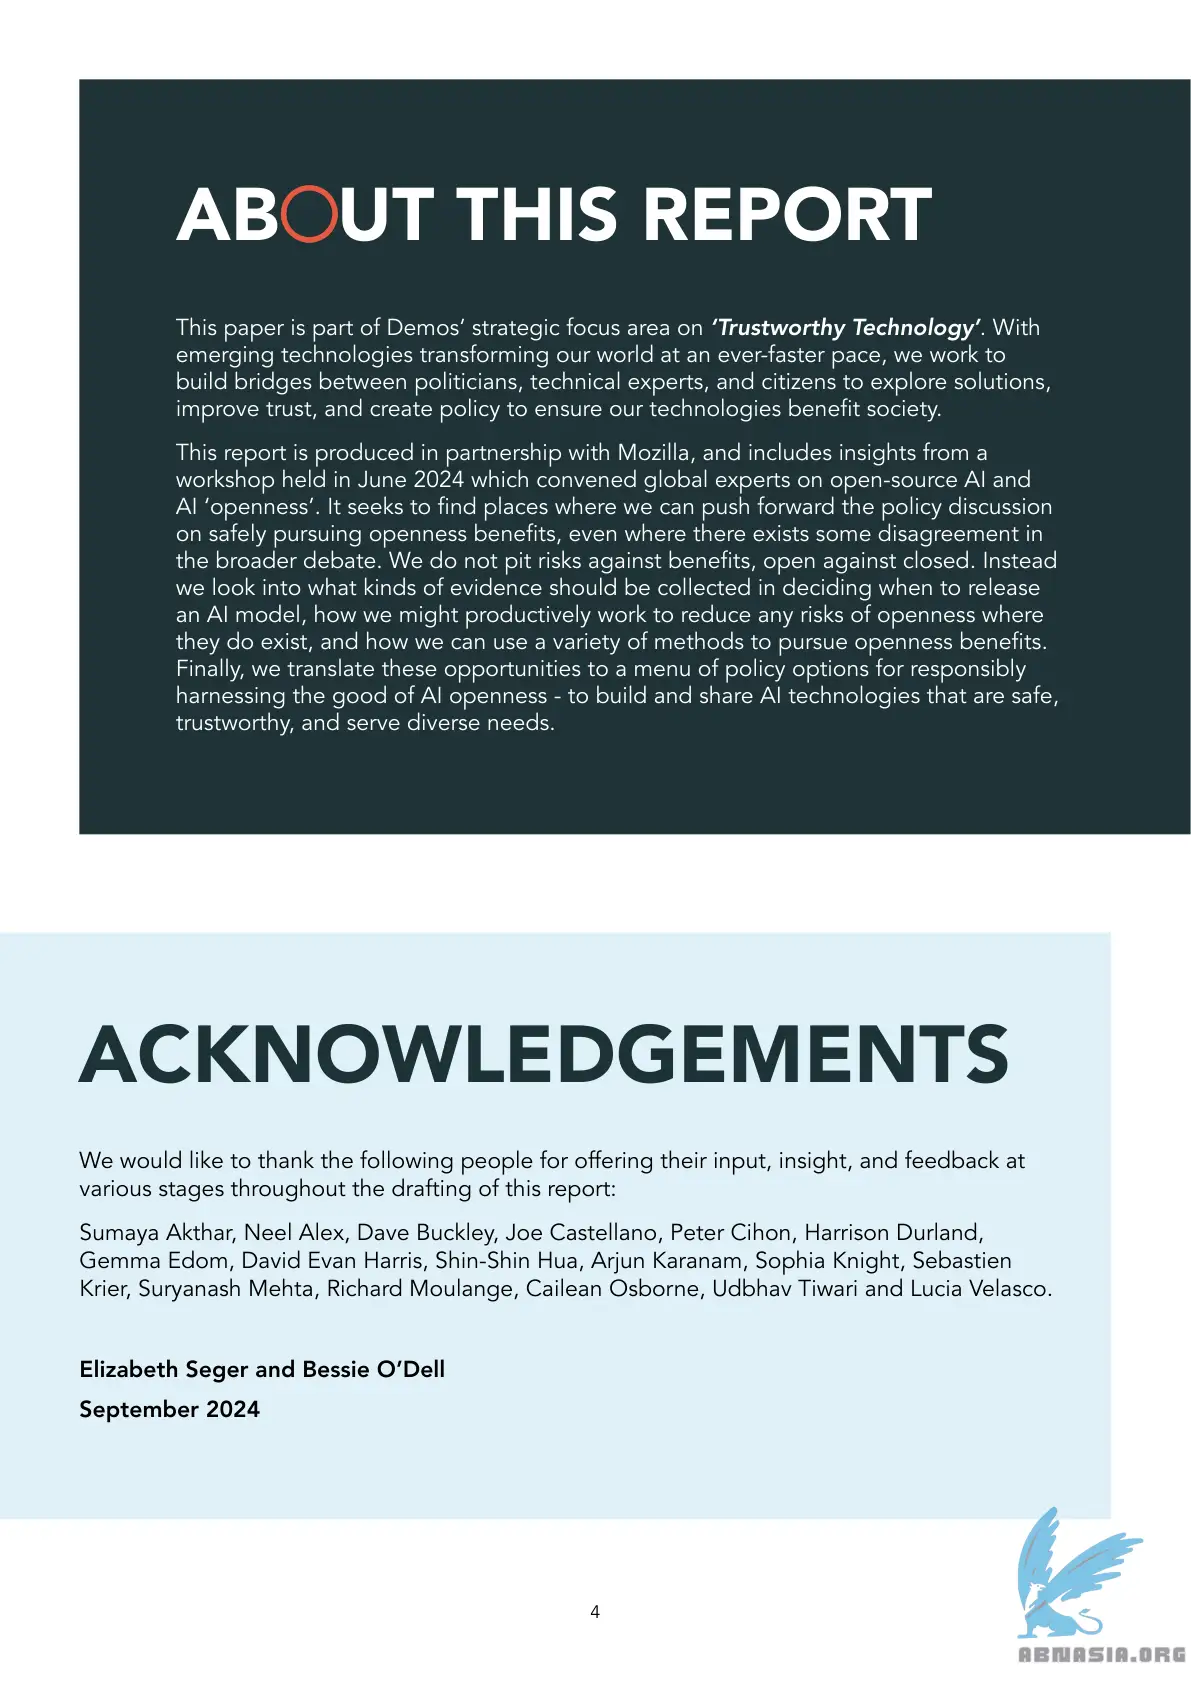 ABOUT THIS REPORT
This paper is part of Demos’ strategic focus area on ‘Trustworthy Technology’. With
emerging technologies transforming our world at an ever-faster pace, we work to
build bridges between politicians, technical experts, and citizens to explore solutions,
improve trust, and create policy to ensure our technologies benefit society.
This report is produced in partnership with Mozilla, and includes insights from a
workshop held in June 2024 which convened global experts on open-source AI and
AI ‘openness’. It seeks to find places where we can push forward the policy discussion
on safely pursuing openness benefits, even where there exists some disagreement in
the broader debate. We do not pit risks against benefits, open against closed. Instead
we look into what kinds of evidence should be collected in deciding when to release
an AI model, how we might productively work to reduce any risks of openness where
they do exist, and how we can use a variety of methods to pursue openness benefits.
Finally, we translate these opportunities to a menu of policy options for responsibly
harnessing the good of AI openness - to build and share AI technologies that are safe,
trustworthy, and serve diverse needs.
ACKNOWLEDGEMENTS
We would like to thank the following people for offering their input, insight, and feedback at
various stages throughout the drafting of this report:
Sumaya Akthar, Neel Alex, Dave Buckley, Joe Castellano, Peter Cihon, Harrison Durland,
Gemma Edom, David Evan Harris, Shin-Shin Hua, Arjun Karanam, Sophia Knight, Sebastien
Krier, Suryanash Mehta, Richard Moulange, Cailean Osborne, Udbhav Tiwari and Lucia Velasco.
Elizabeth Seger and Bessie O’Dell
September 2024
4
ABNASIA.ORG